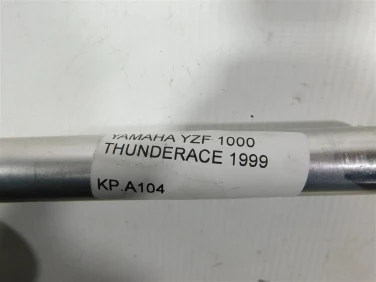 YAMAHA YZF 1000
THUNDERACE 1999
KP.A104